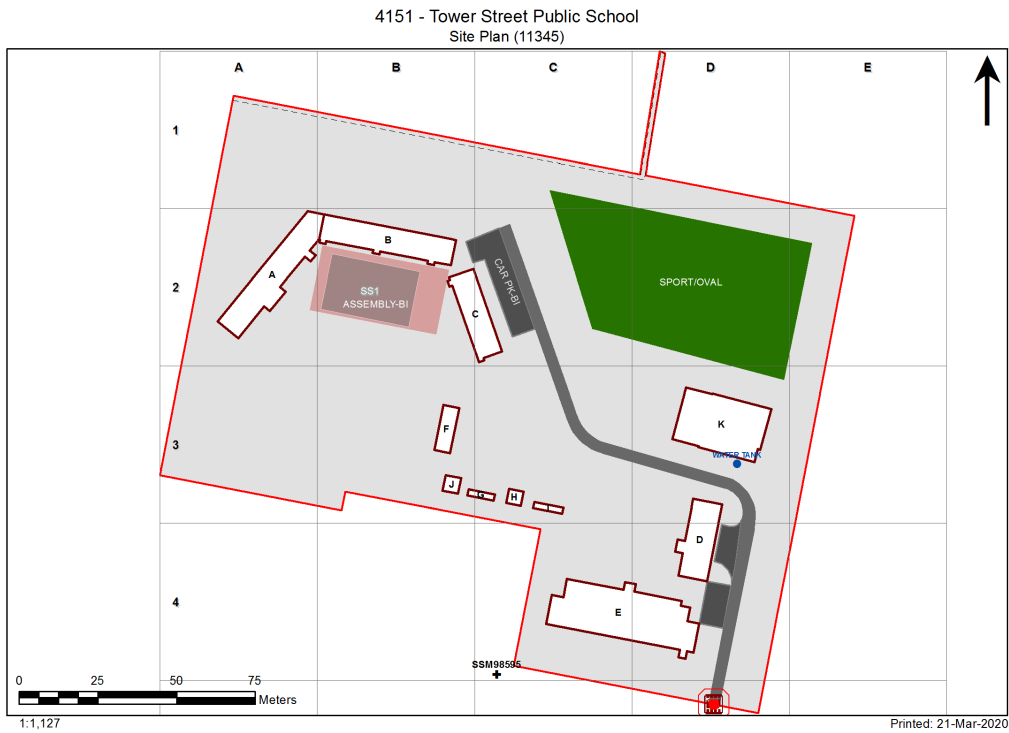 4151 - Tower Street Public School
Site Plan (11345)
A B C D E
1
2
3
4
B
A
SS1
ASSEMBLY-BI
CAR PK-BI
SPORT/OVAL
C
K
F
WATER TANK
J
G
H
I
D
E
SSM98595
0 25 50 75
Meters
1:1,127
Printed: 21-Mar-2020